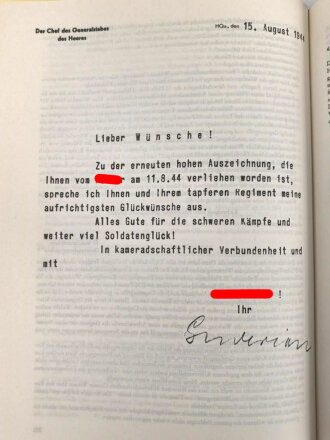 Der Chef des Generalstabes
des Heeres
HQu., den 15. August 1944
Lieber Wünsche!
Zu der erneuten hohen Auszeichnung, die
Ihnen vom r am 11.8.44 verliehen worden ist,
spreche ich Ihnen und Ihrem tapferen Regiment meine
aufrichtigsten Glückwünsche aus.
Alles Gute für die schweren Kämpfe und
weiter viel Soldatenglück!
In kameradschaftlicher Verbundenheit und
mit
!
Ihr
Guderian